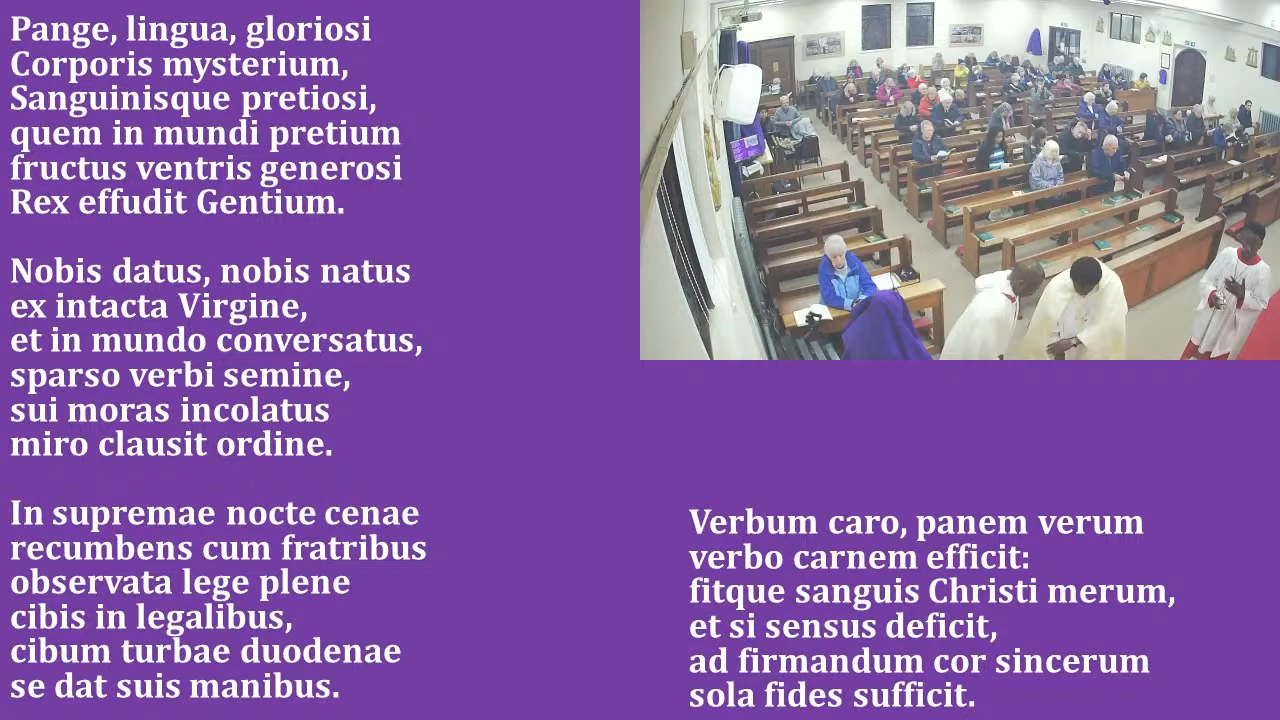 Pange, lingua, gloriosi
Corporis mysterium,
Sanguinisque pretiosi,
quem in mundi pretium
fructus ventris generosi
Rex effudit Gentium.
Nobis datus, nobis natus
ex intacta Virgine,
et in mundo conversatus,
sparso verbi semine,
sui moras incolatus
miro clausit ordine.
In supremae nocte cenae
recumbens cum fratribus
observata lege plene
cibis in legalibus,
cibum turbae duodenae
se dat suis manibus.
Verbum caro, panem verum
verbo carnem efficit:
fitque sanguis Christi merum,
et si sensus deficit,
ad firmandum cor sincerum
sola fides sufficit.